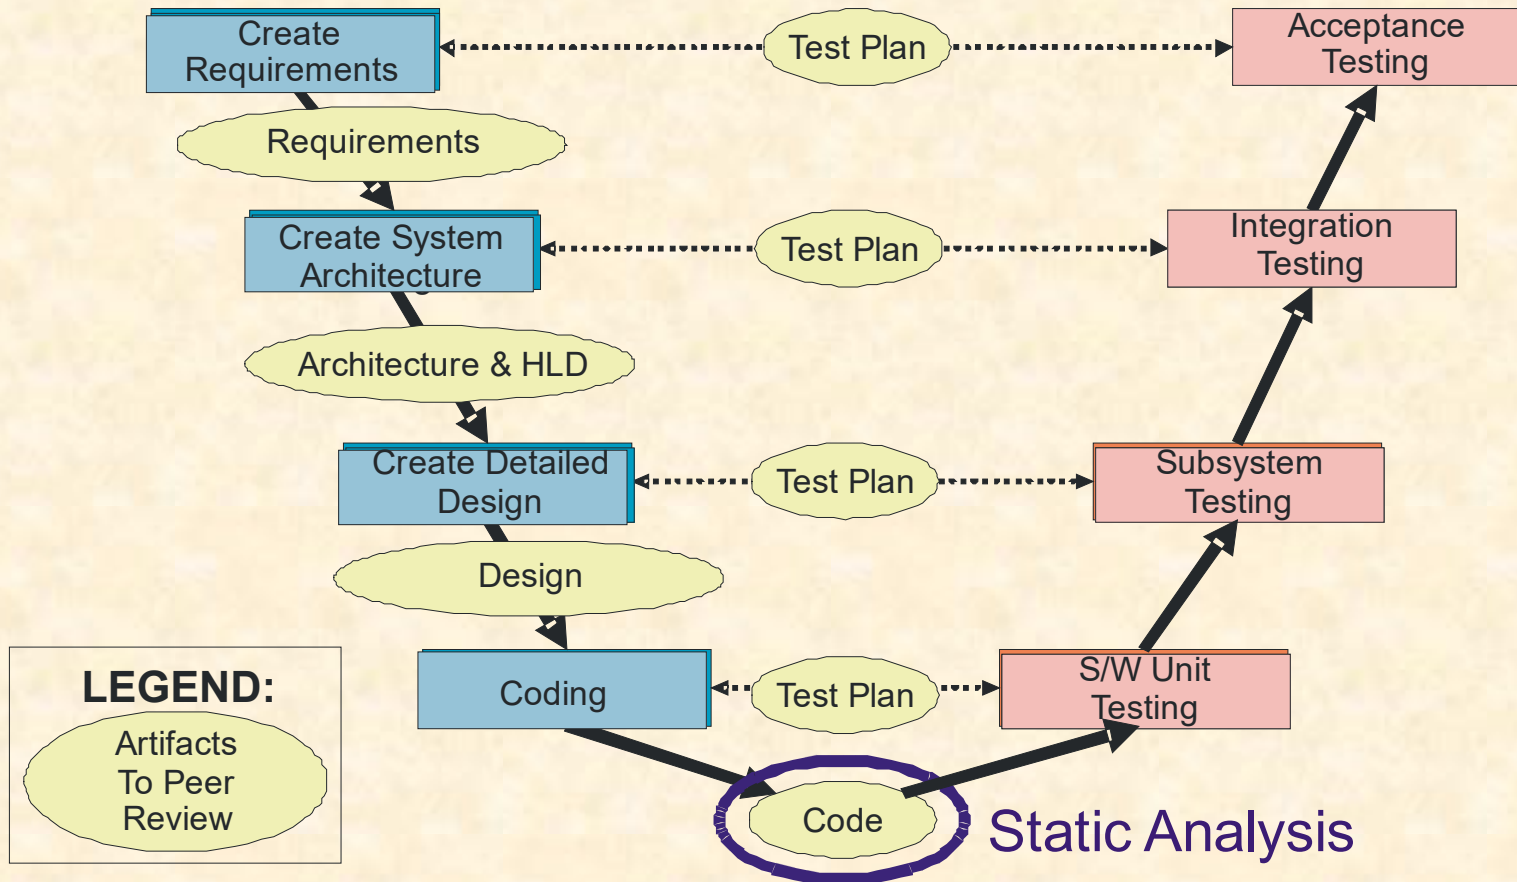 Create
Requirements
Test Plan
Acceptance
Testing
Requirements
Create System
Architecture
Test Plan
Integration
Testing
Architecture & HLD
Create Detailed
Design
Test Plan
Subsystem
Testing
Design
Coding
Test Plan
S/W Unit
Testing
LEGEND:
Artifacts
To Peer
Review
Code
Static Analysis